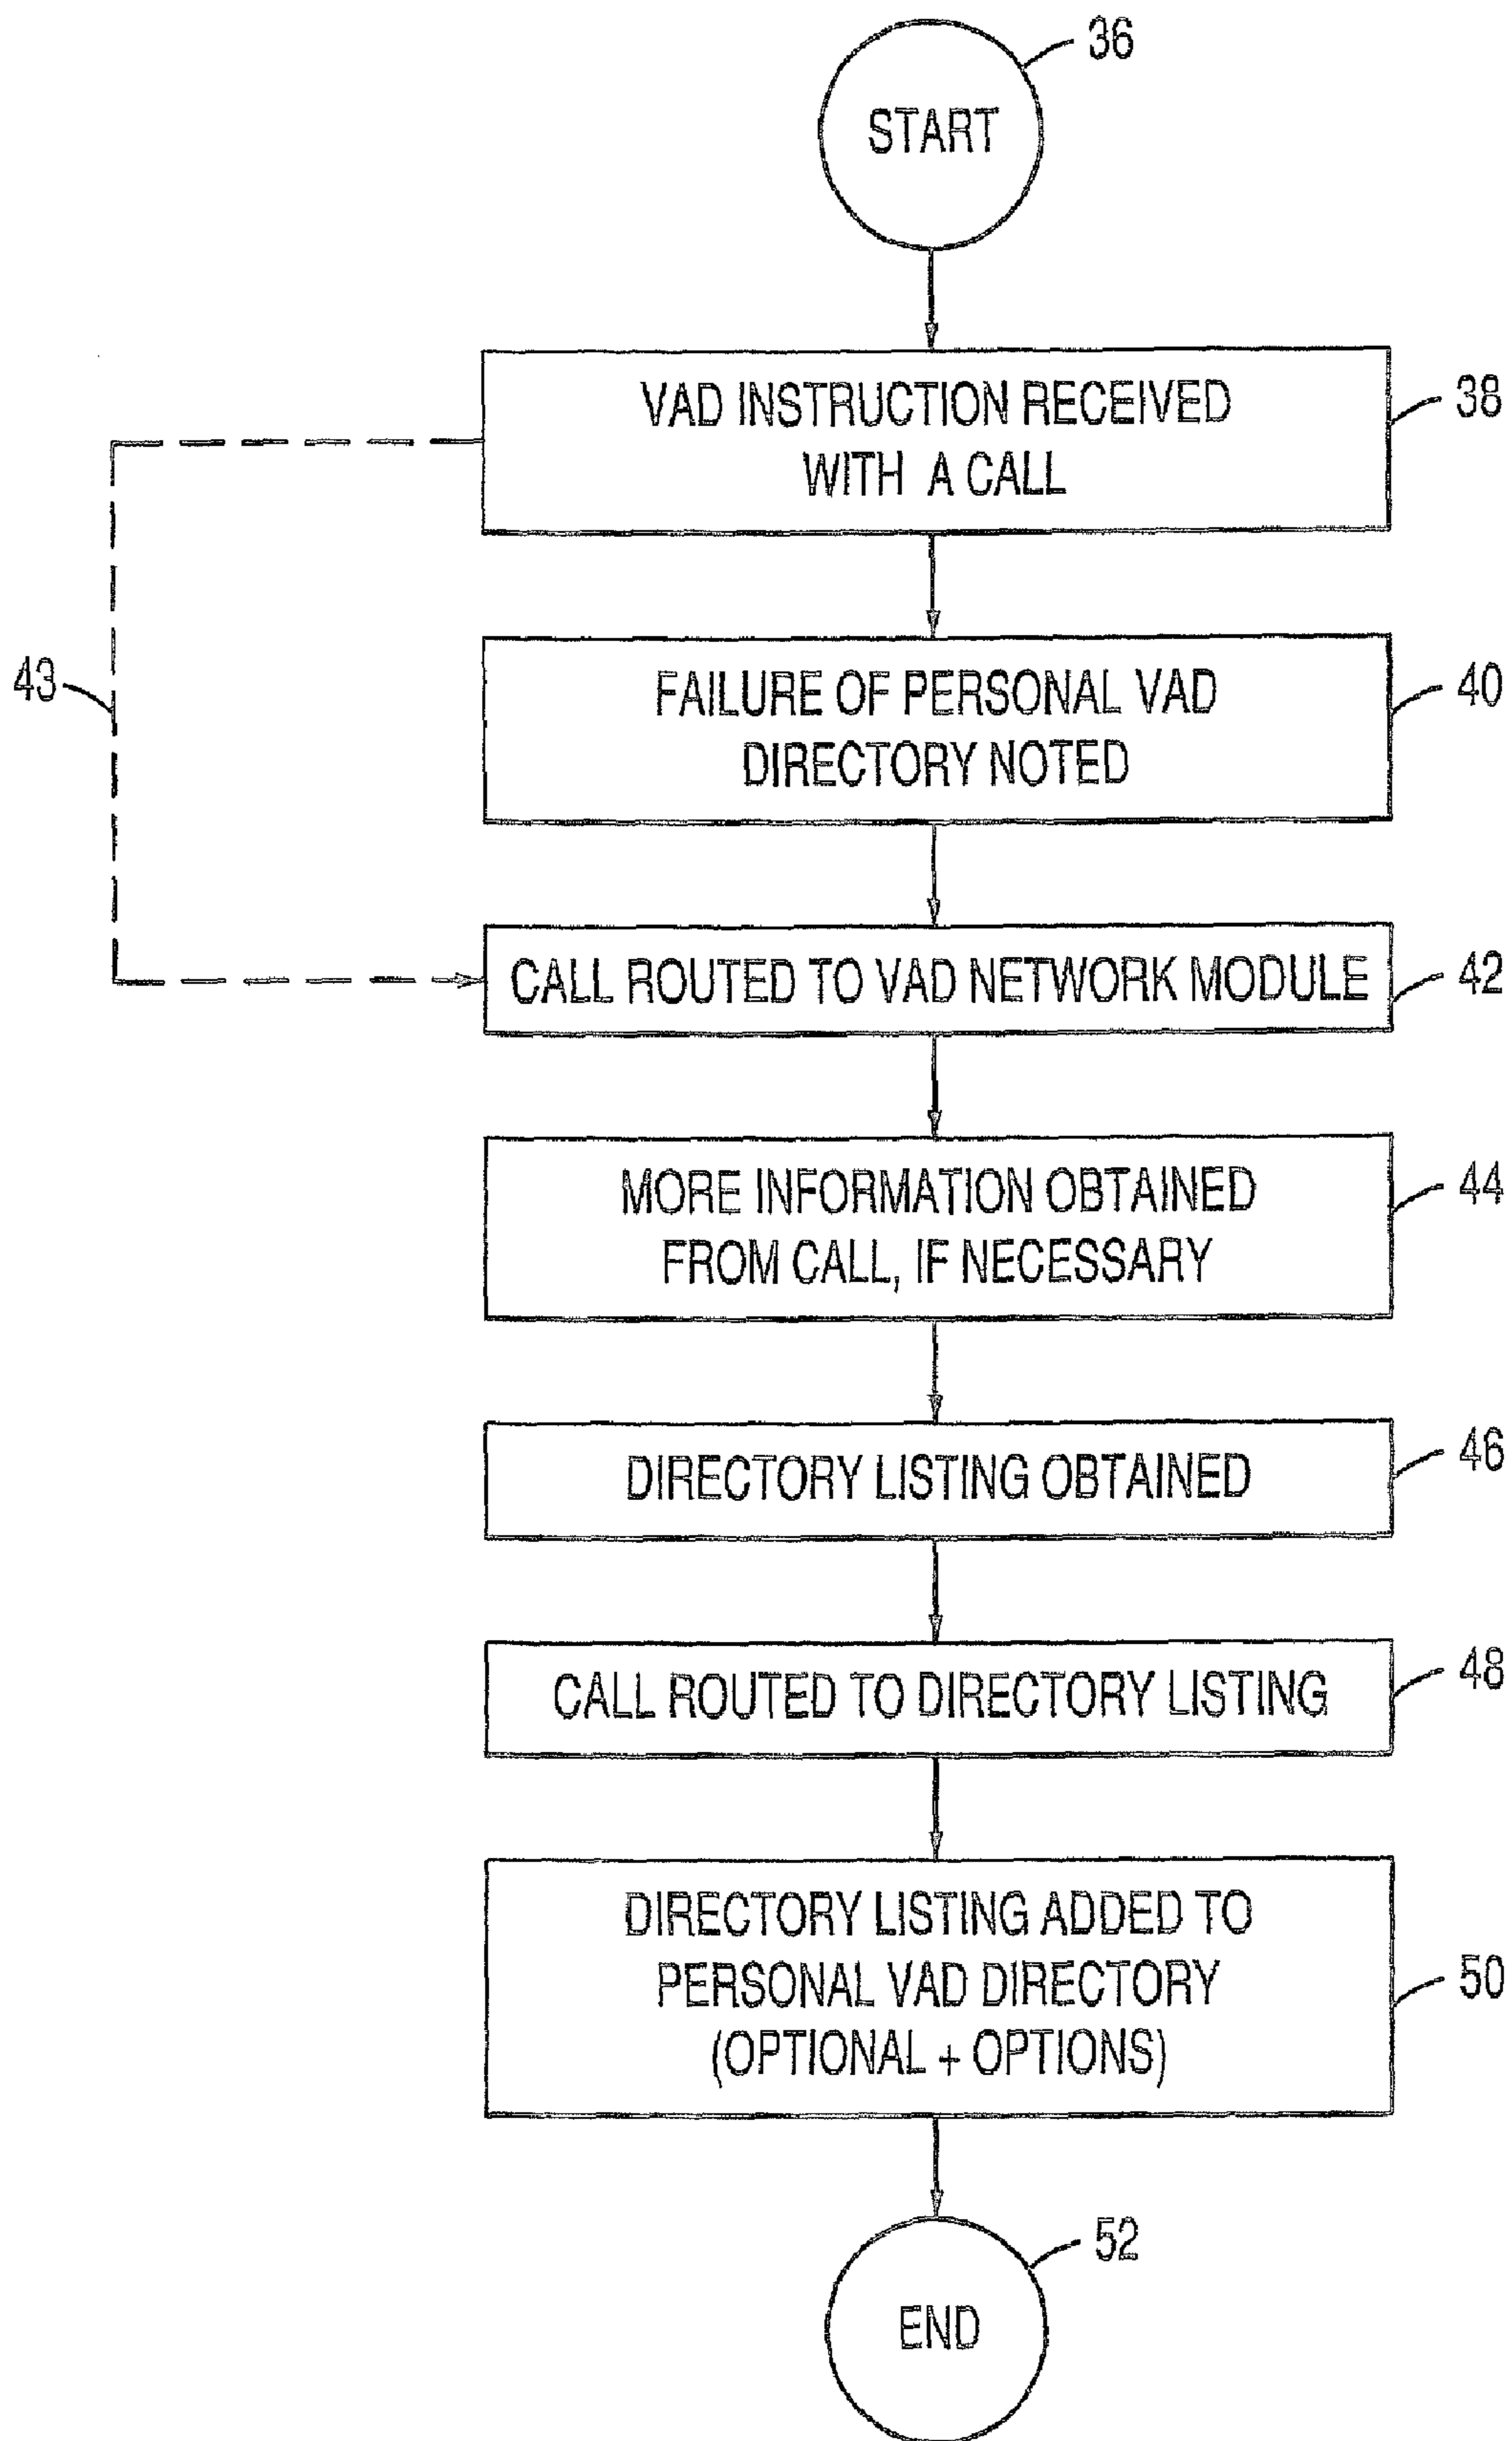 36
START
VAD INSTRUCTION RECEIVED
WITH A CALL
38
FAILURE OF PERSONAL VAD
DIRECTORY NOTED
40
43
CALL ROUTED TO VAD NETWORK MODULE
42
MORE INFORMATION OBTAINED
FROM CALL, IF NECESSARY
44
DIRECTORY LISTING OBTAINED
46
CALL ROUTED TO DIRECTORY LISTING
48
DIRECTORY LISTING ADDED TO
PERSONAL VAD DIRECTORY
(OPTIONAL + OPTIONS)
50
52
END